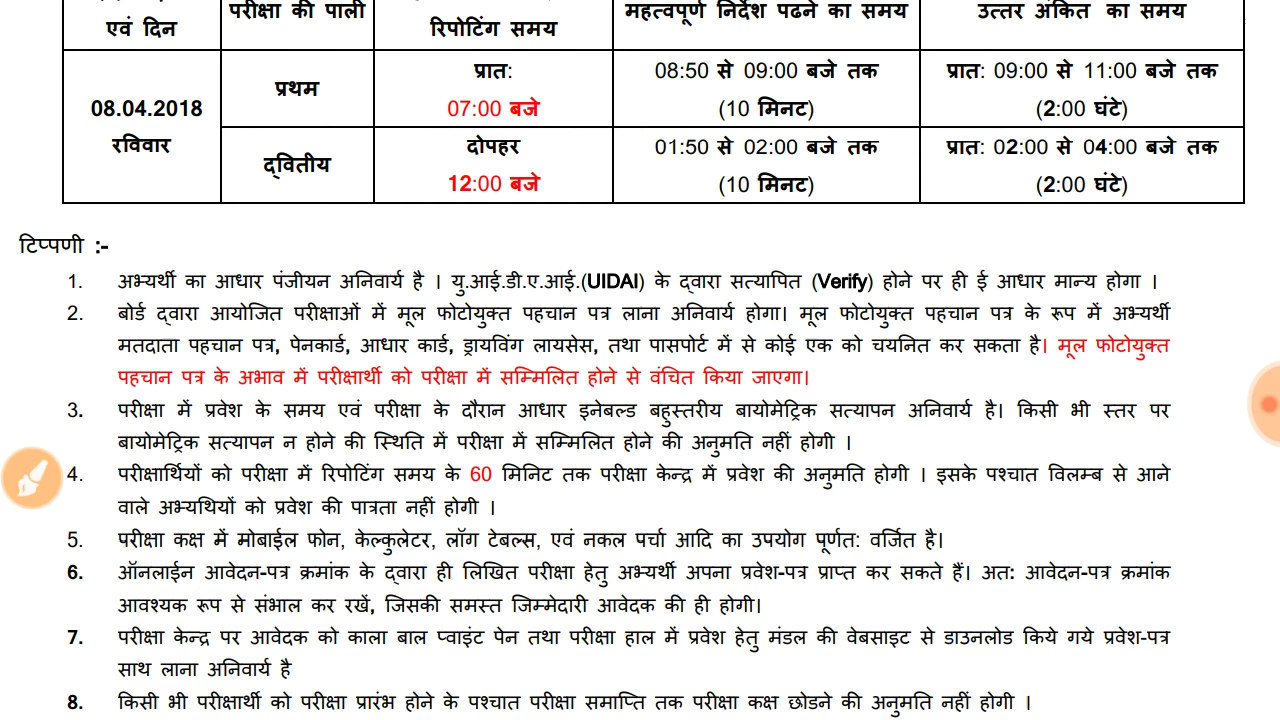 परीक्षा की पाली महत्वपूर्ण निर्देश पढने का समय उत्तर अंकित का समय
एवं दिन रिपोटिंग समय
08.04.2018
रविवार
प्रथम
प्रात:
07:00 बजे
08:50 से 09:00 बजे तक
(10 मिनट)
प्रात: 09:00 से 11:00 बजे तक
(2:00 घंटे)
द्वितीय
दोपहर
12:00 बजे
01:50 से 02:00 बजे तक
(10 मिनट)
प्रात: 02:00 से 04:00 बजे तक
(2:00 घंटे)
टिप्पणी :-
1. अभ्यर्थी का आधार पंजीयन अनिवार्य है । यु.आई.डी.ए.आई.(UIDAI) के द्वारा सत्यापित (Verify) होने पर ही ई आधार मान्य होगा ।
2. बोर्ड द्वारा आयोजित परीक्षाओं में मूल फोटोयुक्त पहचान पत्र लाना अनिवार्य होगा। मूल फोटोयुक्त पहचान पत्र के रूप में अभ्यर्थी
मतदाता पहचान पत्र, पेनकार्ड, आधार कार्ड, ड्रायविंग लायसेस, तथा पासपोर्ट में से कोई एक को चयनित कर सकता है। मूल फोटोयुक्त
पहचान पत्र के अभाव में परीक्षार्थी को परीक्षा में सम्मिलित होने से वंचित किया जाएगा।
3. परीक्षा में प्रवेश के समय एवं परीक्षा के दौरान आधार इनेबल्ड बहुस्तरीय बायोमेट्रिक सत्यापन अनिवार्य है। किसी भी स्तर पर
बायोमेट्रिक सत्यापन न होने की स्थिति में परीक्षा में सम्मिलित होने की अनुमति नहीं होगी ।
4. परीक्षार्थियों को परीक्षा में रिपोटिंग समय के 60 मिनिट तक परीक्षा केन्द्र में प्रवेश की अनुमति होगी । इसके पश्चात विलम्ब से आने
वाले अभ्यथियों को प्रवेश की पात्रता नहीं होगी ।
5. परीक्षा कक्ष में मोबाईल फोन, केल्कुलेटर, लॉग टेबल्स, एवं नकल पर्चा आदि का उपयोग पूर्णत: वर्जित है।
6. ऑनलाईन आवेदन-पत्र क्रमांक के द्वारा ही लिखित परीक्षा हेतु अभ्यर्थी अपना प्रवेश-पत्र प्राप्त कर सकते हैं। अत: आवेदन-पत्र क्रमांक
आवश्यक रूप से संभाल कर रखें, जिसकी समस्त जिम्मेदारी आवेदक की ही होगी।
7. परीक्षा केन्द्र पर आवेदक को काला बाल प्वाइंट पेन तथा परीक्षा हाल में प्रवेश हेतु मंडल की वेबसाइट से डाउनलोड किये गये प्रवेश-पत्र
साथ लाना अनिवार्य है
8. किसी भी परीक्षार्थी को परीक्षा प्रारंभ होने के पश्चात परीक्षा समाप्ति तक परीक्षा कक्ष छोडने की अनुमति नहीं होगी ।